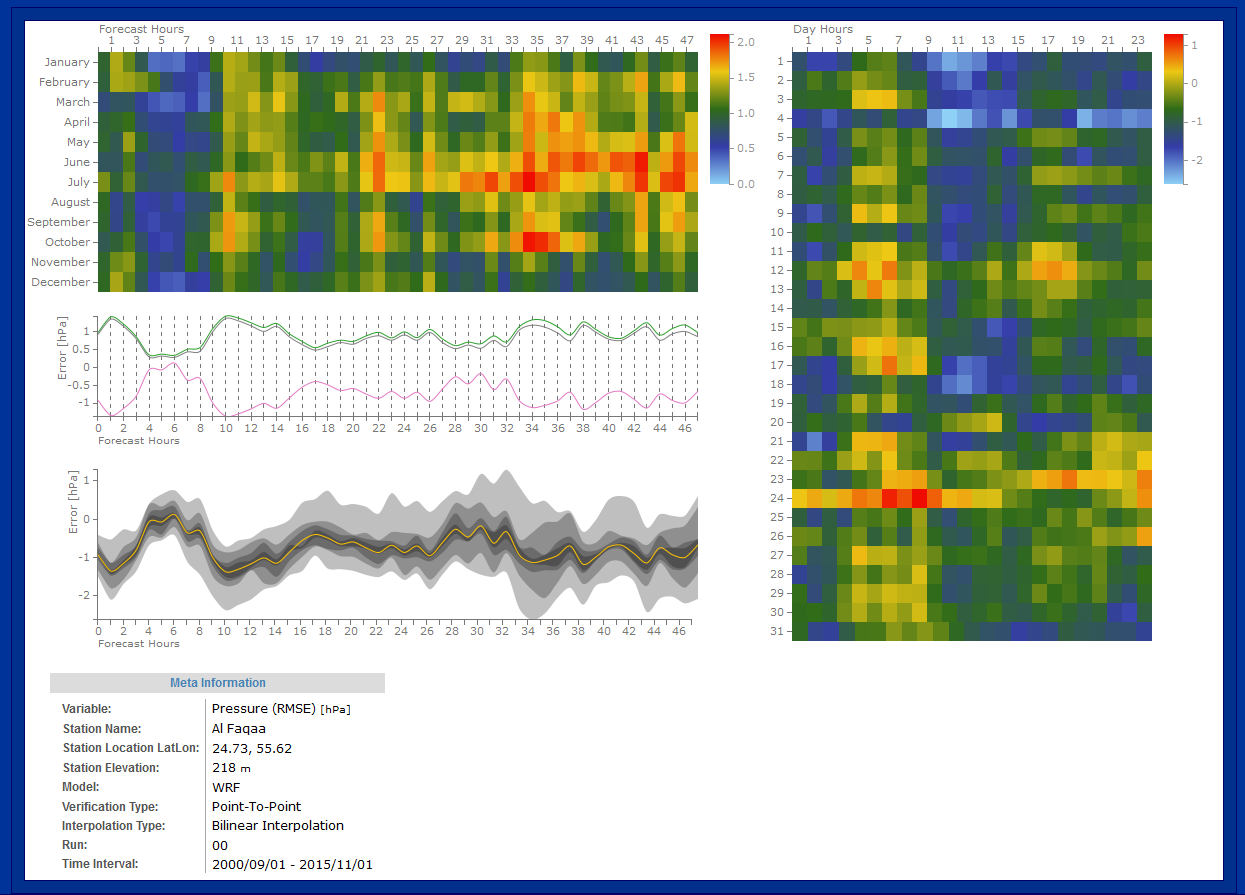 Forecast Hours
1 3 5 7 9 11 13 15 17 19 21 23 25 27 29 31 33 35 37 39 41 43 45 47
January
February
March
April
May
June
July
August
September
October
November
December
2.0
1.5
1.0
0.5
0.0
Day Hours
1 3 5 7 9 11 13 15 17 19 21 23
1
2
3
4
5
6
7
8
9
10
11
12
13
14
15
16
17
18
19
20
21
22
23
24
25
26
27
28
29
30
31
1
0
-1
-2
Error [hPa]
1
0.5
0
-0.5
-1
0 2 4 6 8 10 12 14 16 18 20 22 24 26 28 30 32 34 36 38 40 42 44 46
Forecast Hours
Error [hPa]
1
0
-1
-2
0 2 4 6 8 10 12 14 16 18 20 22 24 26 28 30 32 34 36 38 40 42 44 46
Forecast Hours
Meta Information
Variable: Pressure (RMSE) [hPa]
Station Name: Al Faqaa
Station Location LatLon: 24.73, 55.62
Station Elevation: 218 m
Model: WRF
Verification Type: Point-To-Point
Interpolation Type: Bilinear Interpolation
Run: 00
Time Interval: 2000/09/01 - 2015/11/01